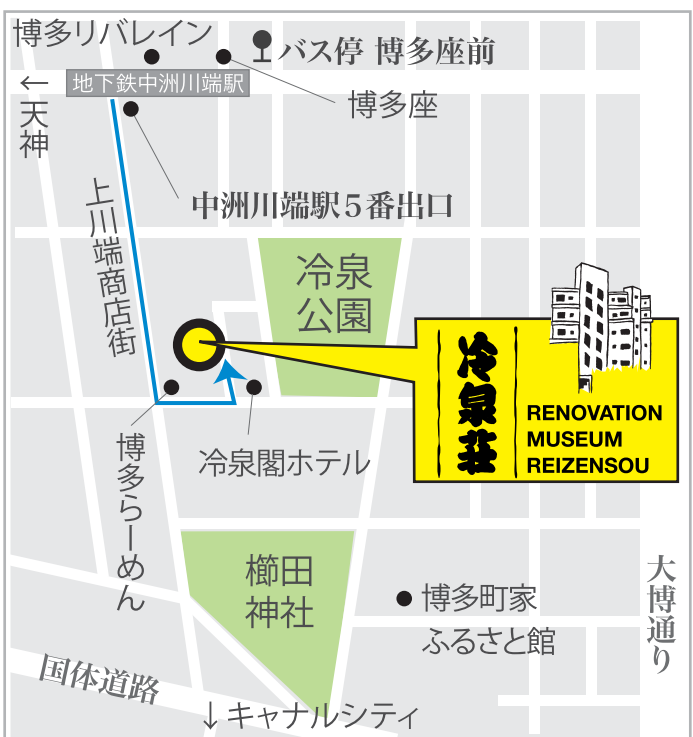 博多リバレイン
バス停 博多座前
地下鉄中洲川端駅
←
天神
博多座
中洲川端駅5番出口
上川端商店街
冷泉
公園
冷泉荘
RENOVATION
MUSEUM
REIZENSOU
博多らーめん
冷泉閣ホテル
櫛田
神社
博多町家
ふるさと館
大博通り
国体道路
↓キャナルシティ